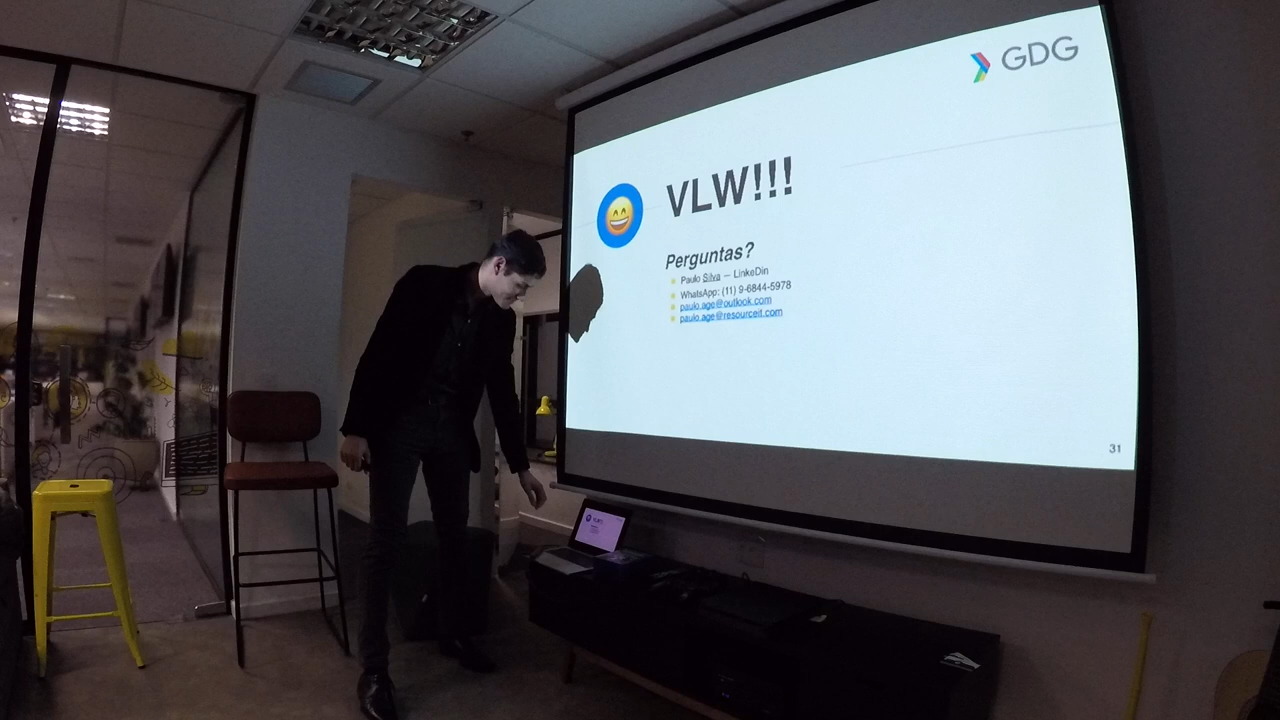 GDG
VLW!!!
Perguntas?
Paulo Silva – LinkeDin
WhatsApp: (11) 9-6844-5978
paulo.age@outlook.com
paulo.age@resourceit.com
31